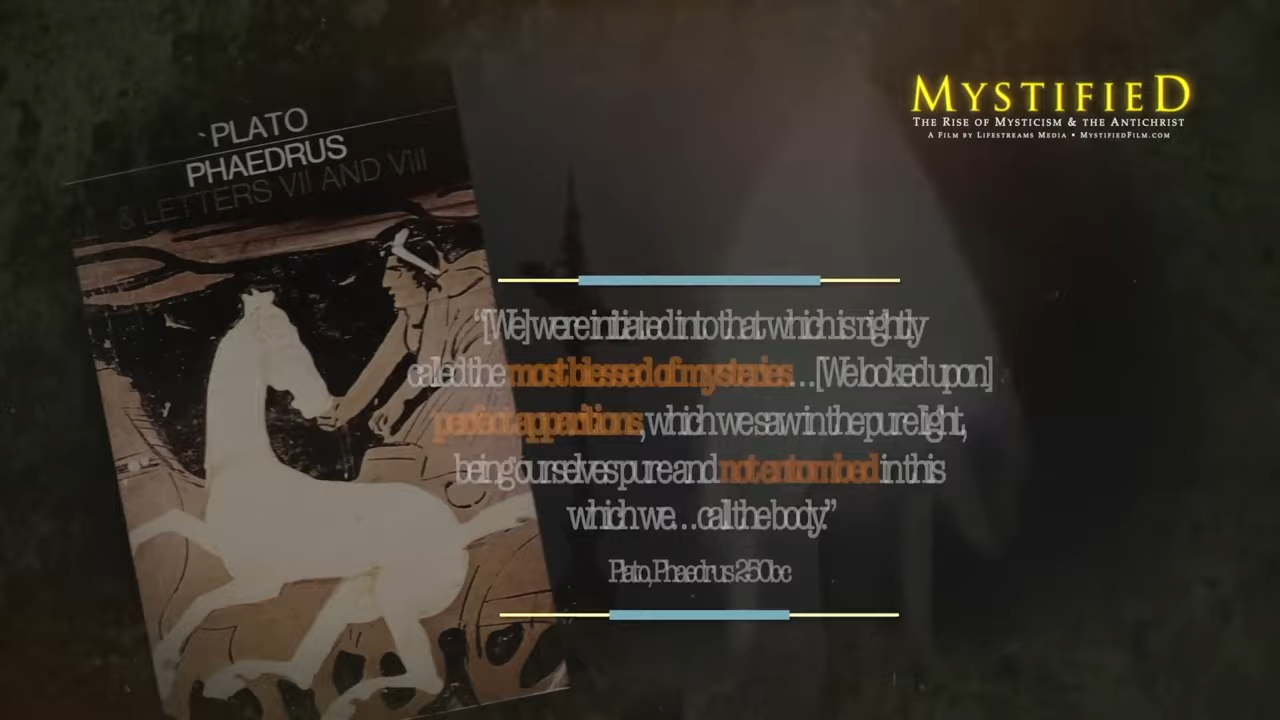 PLATO
PHAEDRUS
& LETTERS VII AND VIII
MYSTIFIED
THE RISE OF MYSTICISM & THE ANTICHRIST
A FILM BY LIFESTREAMS MEDIA • MYSTIFIEDFILM.COM
“[We] were initiated into that, which is rightly
called the most blessed of mysteries…[We looked upon]
perfect apparitions, which we saw in the pure light,
being ourselves pure and not entombed in this
which we…call the body.”
Plato, Phaedrus 250bc